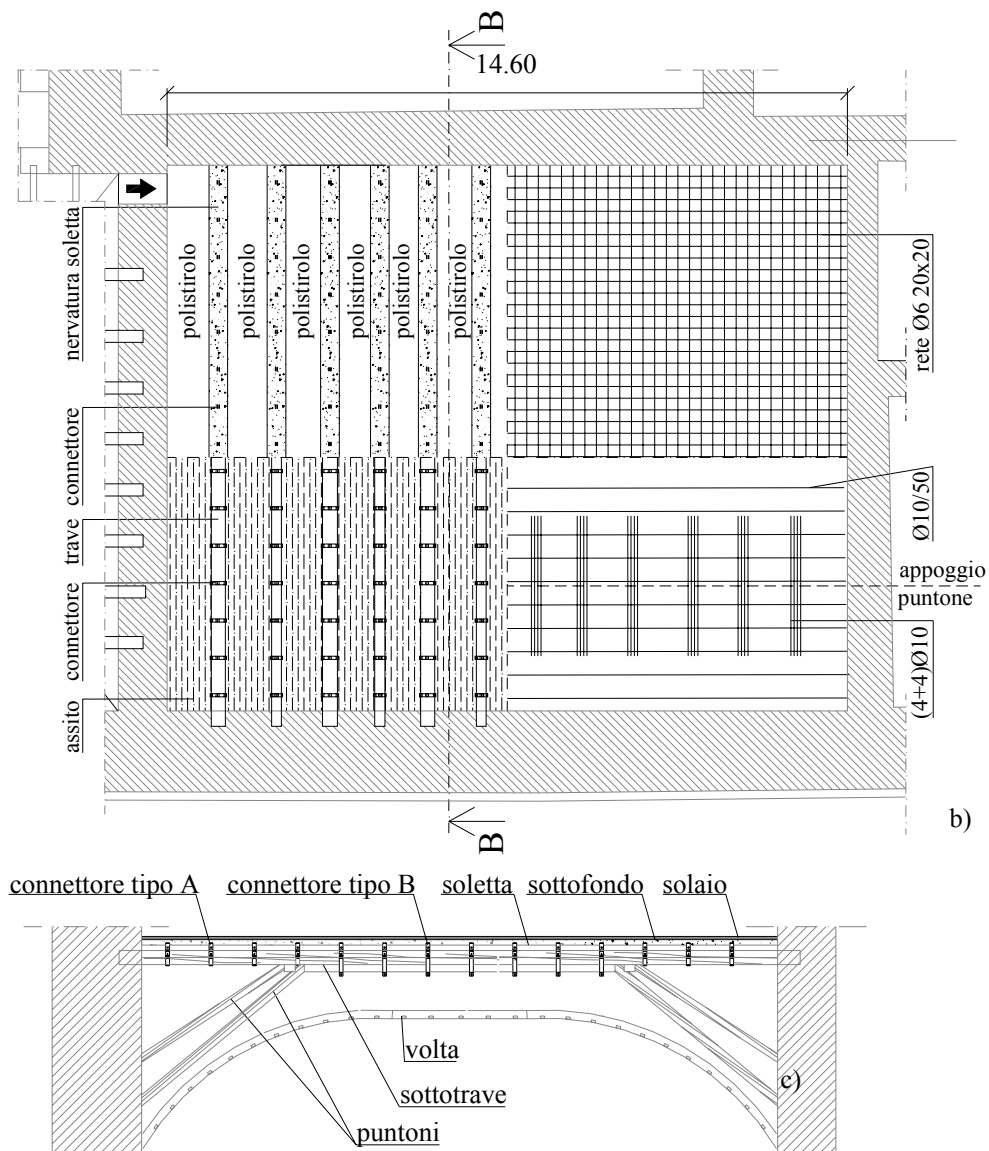 B
14.60
nervatura soletta
polistirolo
polistirolo
polistirolo
polistirolo
polistirolo
polistirolo
rete Ø6 20x20
connettore
trave
connettore
assito
Ø10/50
appoggio
puntone
(4+4)Ø10
B
b)
connettore tipo A
connettore tipo B
soletta
sottofondo
solaio
volta
c)
sottotrave
puntoni